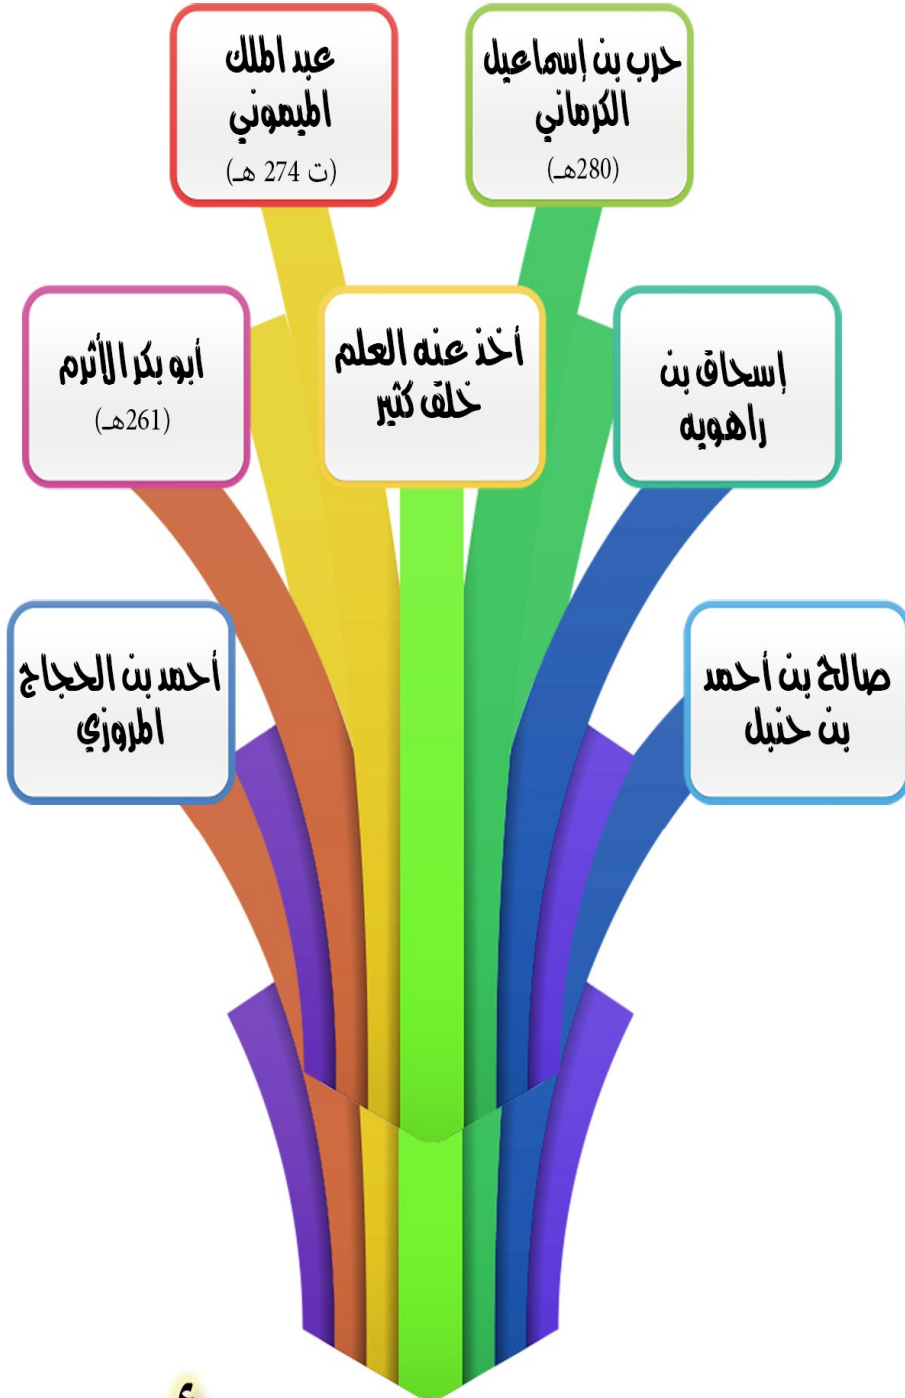 حرب بن إسماعيل
الكرماني
(280هـ)
عبد الملك
الميموني
(ت 274 هـ)
إسحاق بن
راهويه
أخذ عنه العلم
خلق كثير
أبو بكر الأثرم
(261هـ)
صالح بن أحمد
بن حنبل
أحمد بن الحجاج
المروزي